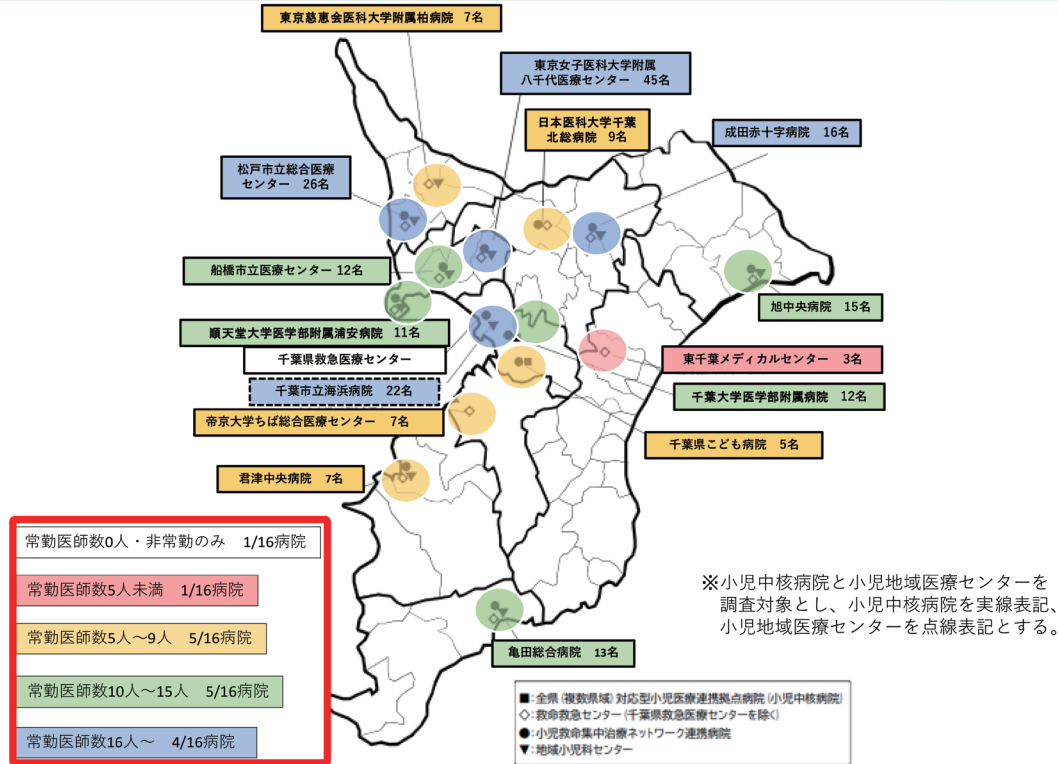 東京慈恵会医科大学附属柏病院 7名
東京女子医科大学附属
八千代医療センター 45名
日本医科大学千葉
北総病院 9名
成田赤十字病院 16名
松戸市立総合医療
センター 26名
船橋市立医療センター 12名
旭中央病院 15名
順天堂大学医学部附属浦安病院 11名
千葉県救急医療センター
東千葉メディカルセンター 3名
千葉市立海浜病院 22名
千葉大学医学部附属病院 12名
帝京大学ちば総合医療センター 7名
千葉県こども病院 5名
君津中央病院 7名
常勤医師数0人・非常勤のみ 1/16病院
常勤医師数5人未満 1/16病院
常勤医師数5人～9人 5/16病院
常勤医師数10人～15人 5/16病院
常勤医師数16人～ 4/16病院
※小児中核病院と小児地域医療センターを
調査対象とし、小児中核病院を実線表記、
小児地域医療センターを点線表記とする。
亀田総合病院 13名
■:全県(複数県域)対応型小児医療連携拠点病院(小児中核病院)
◇:救命救急センター(千葉県救急医療センターを除く)
●:小児救命集中治療ネットワーク連携病院
▼:地域小児科センター